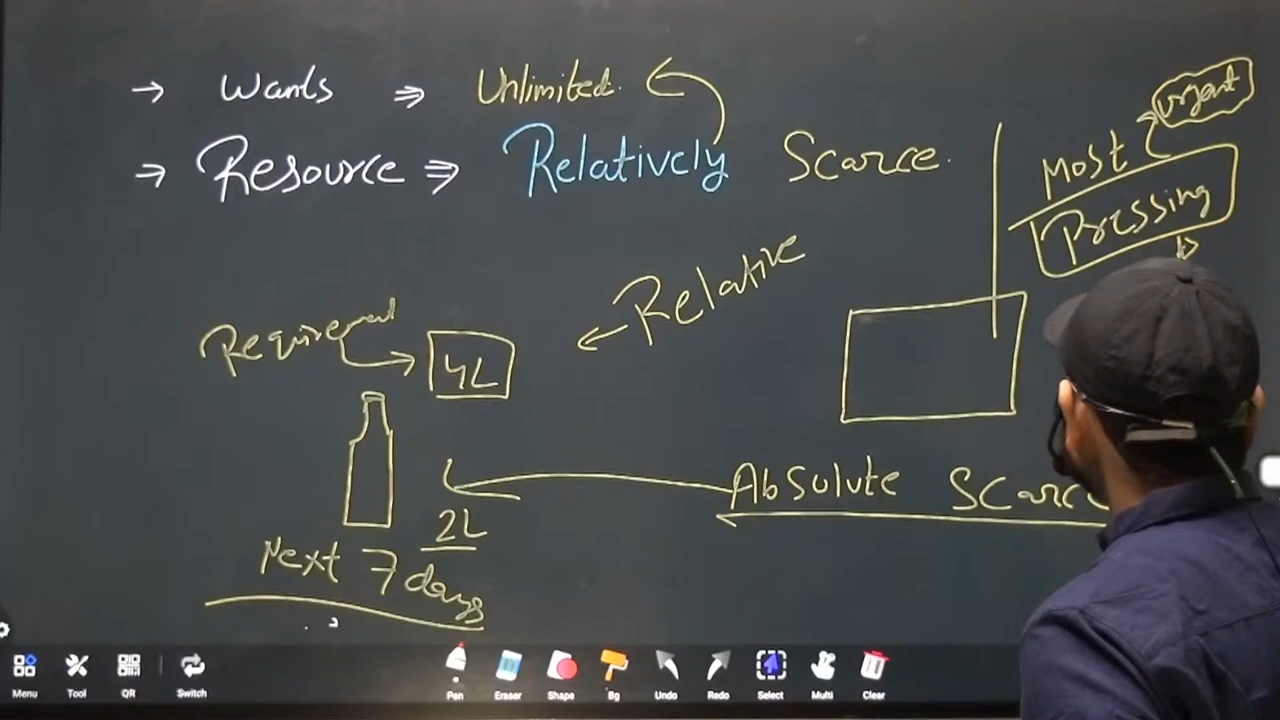 → Wants ⇒ Unlimited.
→ Resource ⇒ Relatively Scarce.
Most
urgent
Pressing
Relative
Requirement
4L
Absolute Scarc
2L
Next 7 days
Menu Tool QR Switch Pen Eraser Shape Bg Undo Redo Select Multi Clear